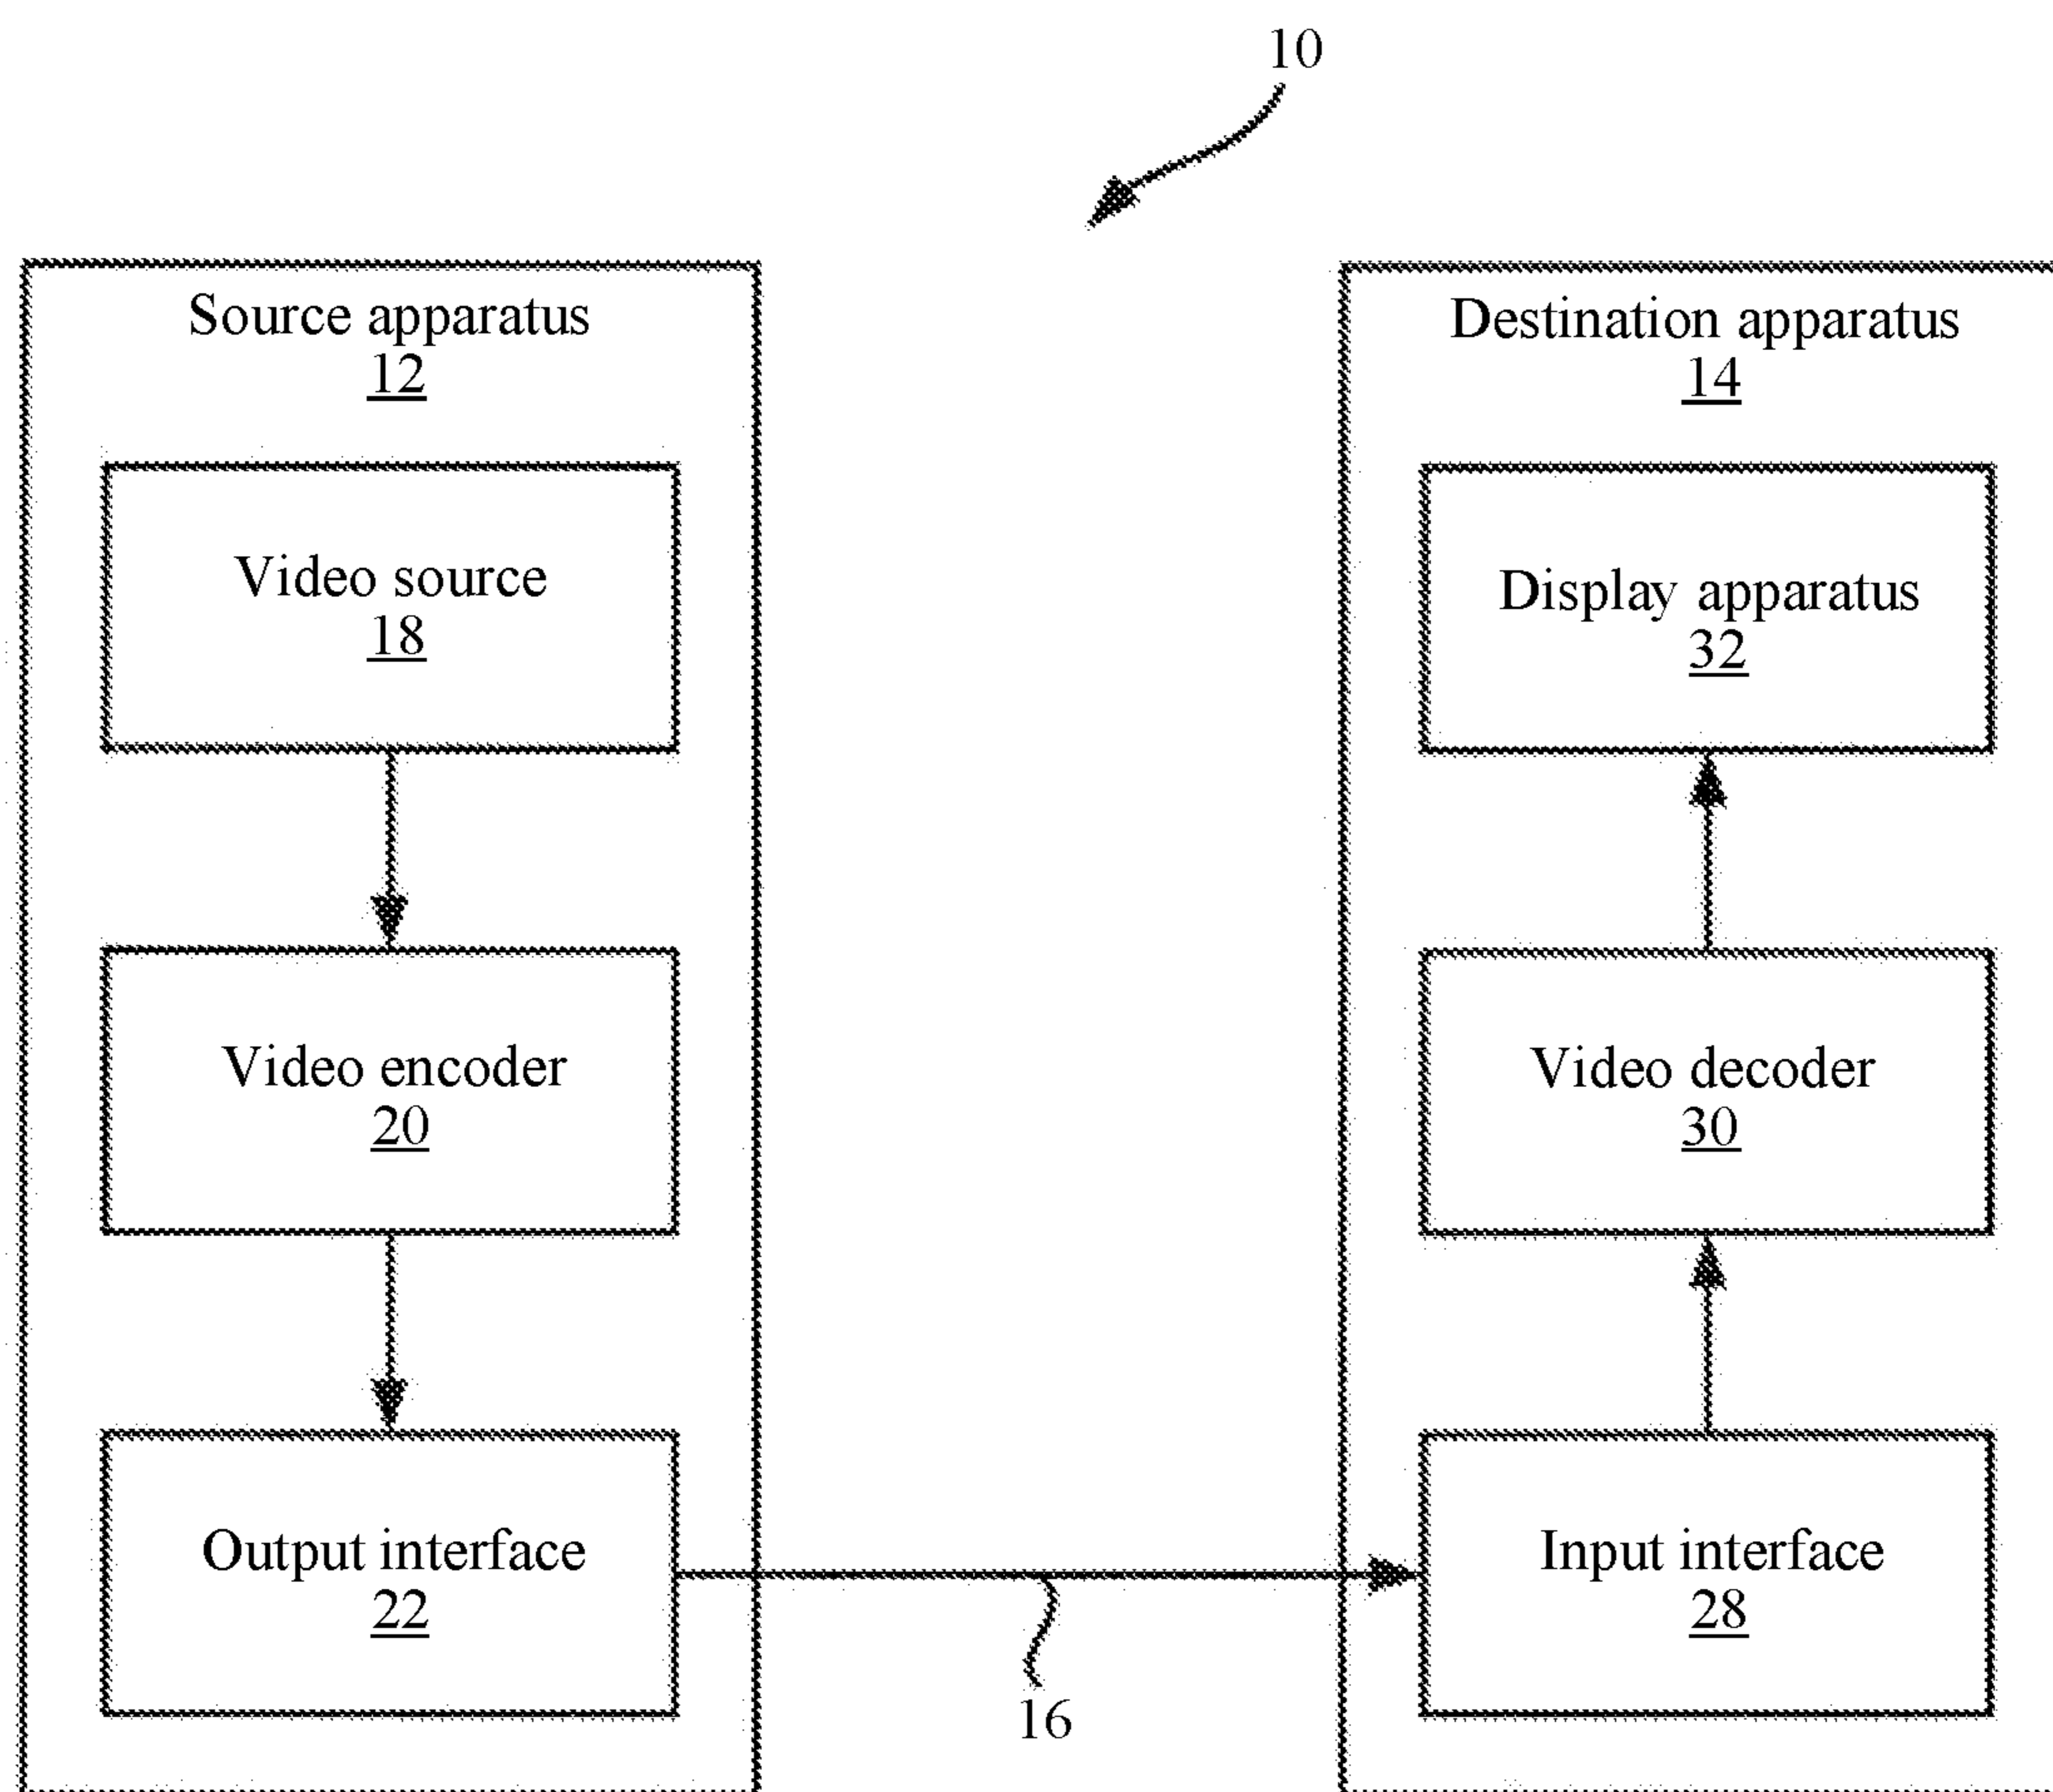 10
Source apparatus
12
Video source
18
Video encoder
20
Output interface
22
16
Destination apparatus
14
Display apparatus
32
Video decoder
30
Input interface
28